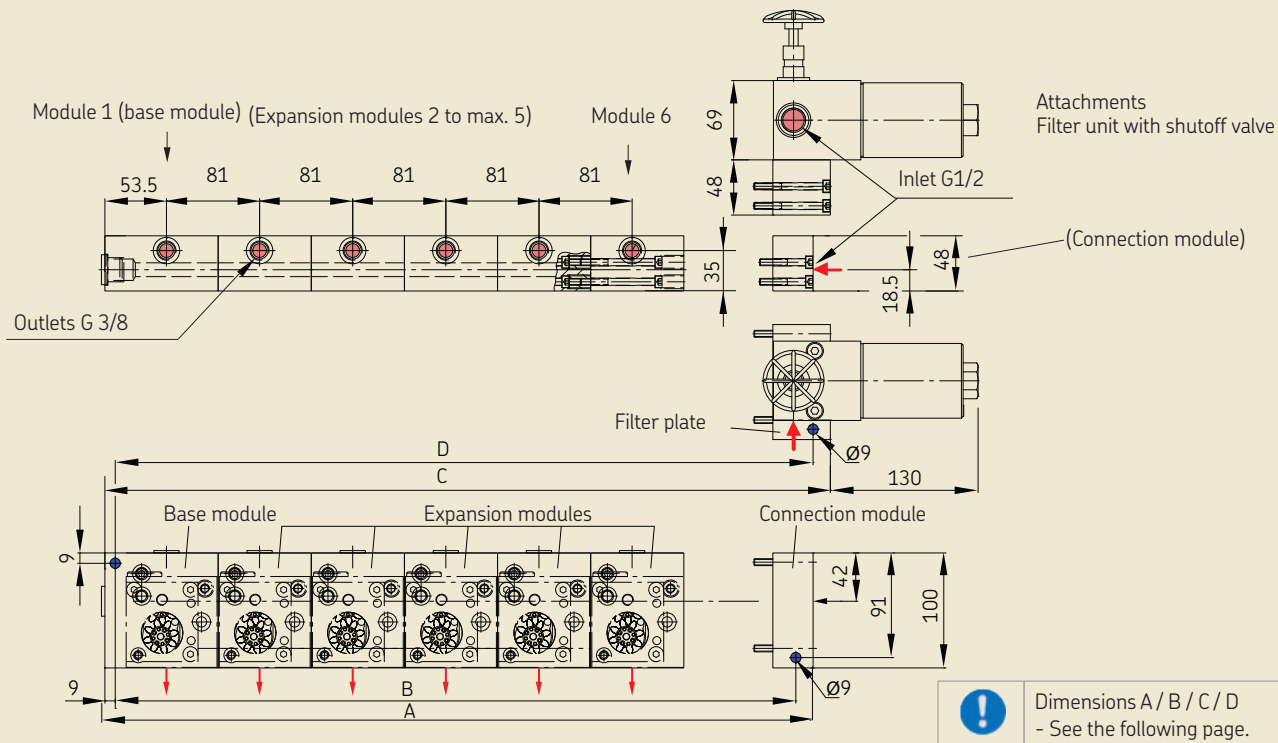 Module 1 (base module)
(Expansion modules 2 to max. 5)
Module 6
Attachments
Filter unit with shutoff valve
69
53.5
81
81
81
81
81
48
Inlet G1/2
(Connection module)
35
48
18.5
Outlets G 3/8
Filter plate
Ø9
D
C
130
Base module
Expansion modules
Connection module
9
42
91
100
9
B
A
Ø9
Dimensions A / B / C / D
- See the following page.